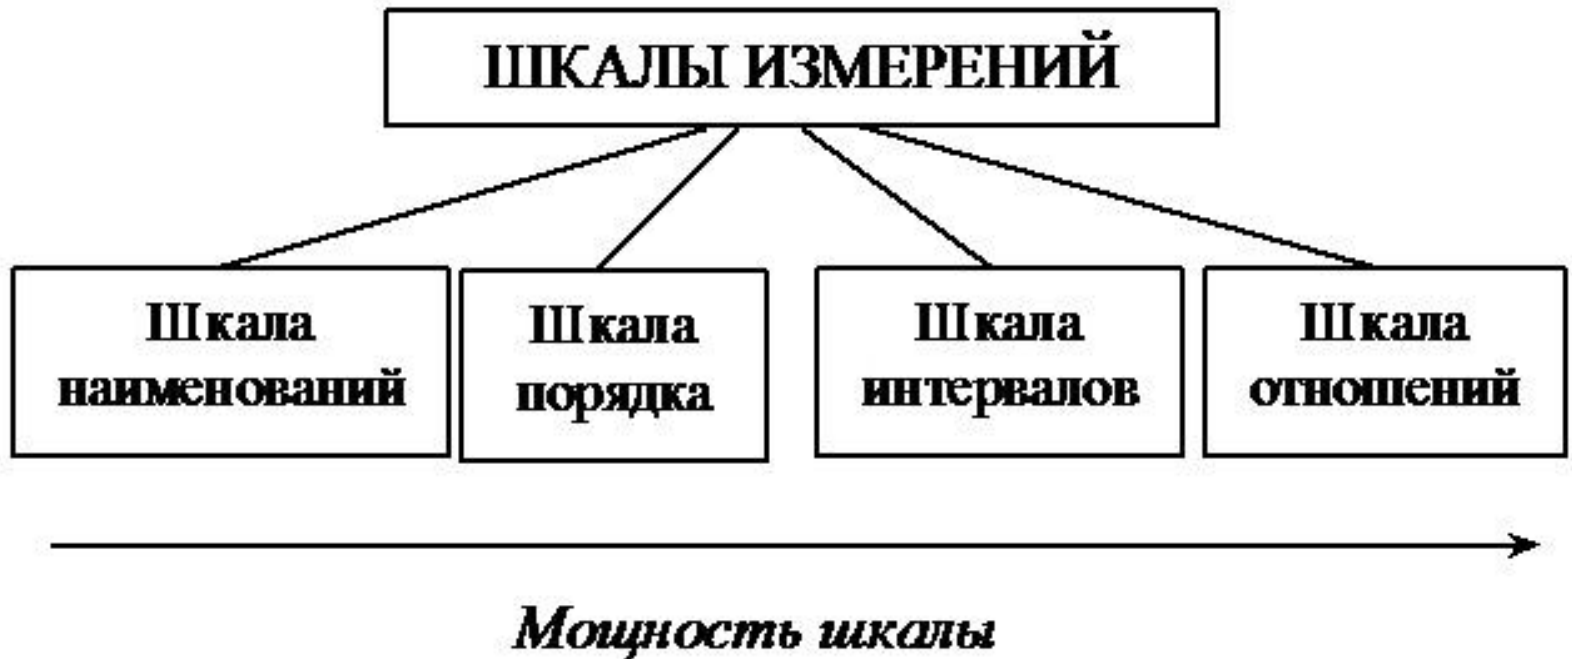 ШКАЛЫ ИЗМЕРЕНИЙ
Шкала
наименований
Шкала
порядка
Шкала
интервалов
Шкала
отношений
Мощность шкалы